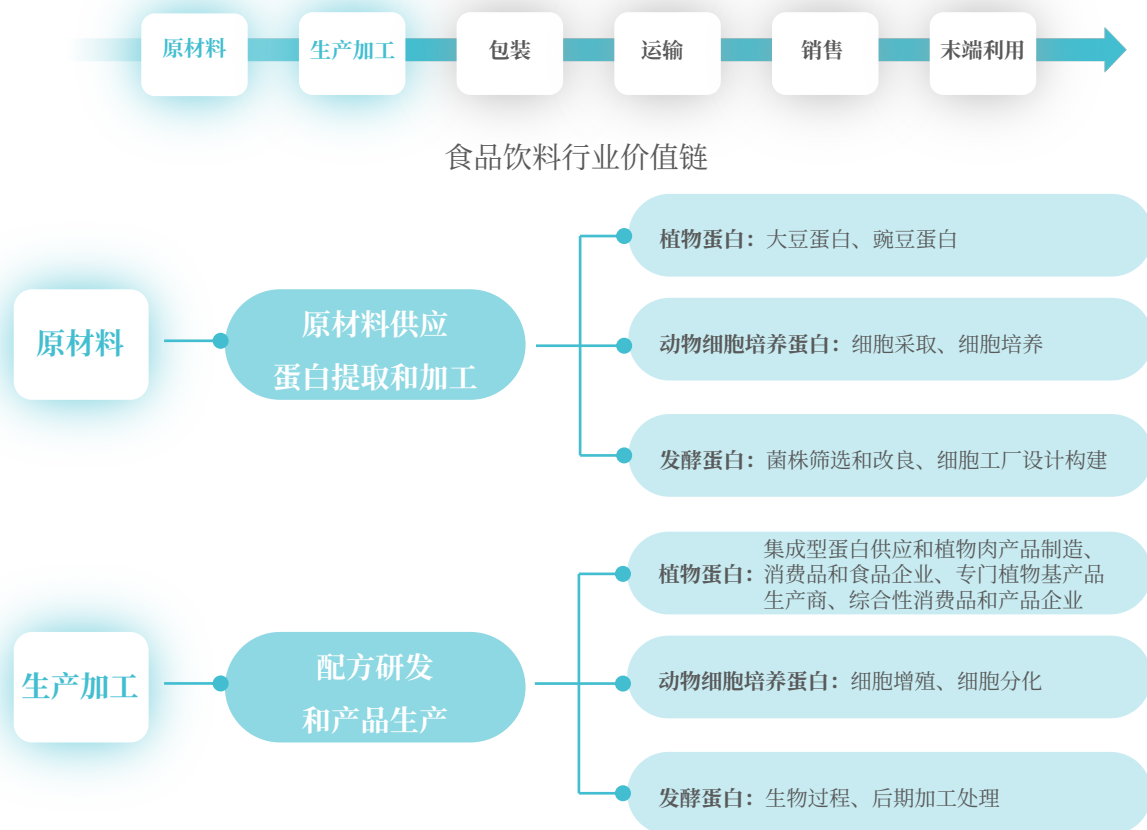 原材料
生产加工
包装
运输
销售
末端利用
食品饮料行业价值链
原材料
原材料供应
蛋白提取和加工
植物蛋白：大豆蛋白、豌豆蛋白
动物细胞培养蛋白：细胞采取、细胞培养
发酵蛋白：菌株筛选和改良、细胞工厂设计构建
生产加工
配方研发
和产品生产
植物蛋白：
集成型蛋白供应和植物肉产品制造、
消费品和食品企业、专门植物基产品
生产商、综合性消费品和产品企业
动物细胞培养蛋白：细胞增殖、细胞分化
发酵蛋白：生物过程、后期加工处理